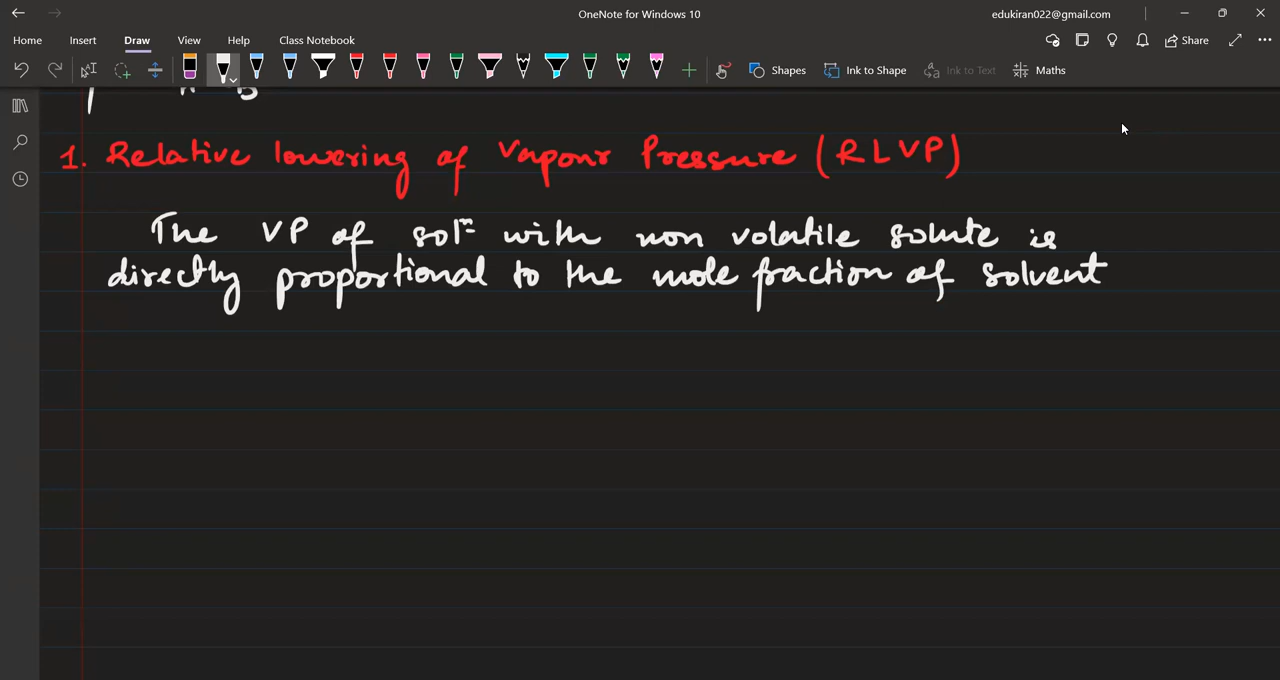 OneNote for Windows 10
edukiran022@gmail.com
Home Insert Draw View Help Class Notebook
Share
Shapes Ink to Shape Ink to Text Maths
1. Relative lowering of Vapour Pressure (RLVP)
The VP of solⁿ with non volatile solute is
directly proportional to the mole fraction of solvent